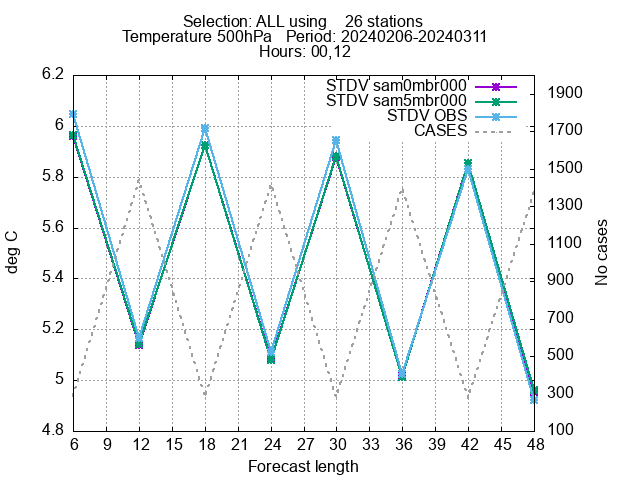 Selection: ALL using    26 stations
Temperature 500hPa   Period: 20240206-20240311
Hours: 00,12
STDV sam0mbr000
STDV sam5mbr000
STDV OBS
CASES
deg C
6.2
6
5.8
5.6
5.4
5.2
5
4.8
1900
1700
1500
1300
1100
900
700
500
300
100
No cases
6 9 12 15 18 21 24 27 30 33 36 39 42 45 48
Forecast length